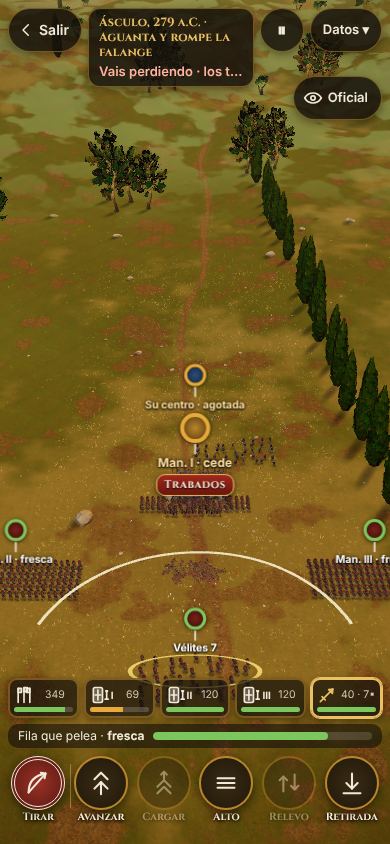 Salir
ÁSCULO, 279 A.C. ·
AGUANTA Y ROMPE LA
FALANGE
Vais perdiendo · los t...
Datos ▾
Oficial
Su centro · agotada
Man. I · cede
TRABADOS
. II · fresca
Man. III · fr
Vélites 7
349
I 69
II 120
III 120
40 · 7
Fila que pelea · fresca
TIRAR
AVANZAR
CARGAR
ALTO
RELEVO
RETIRADA